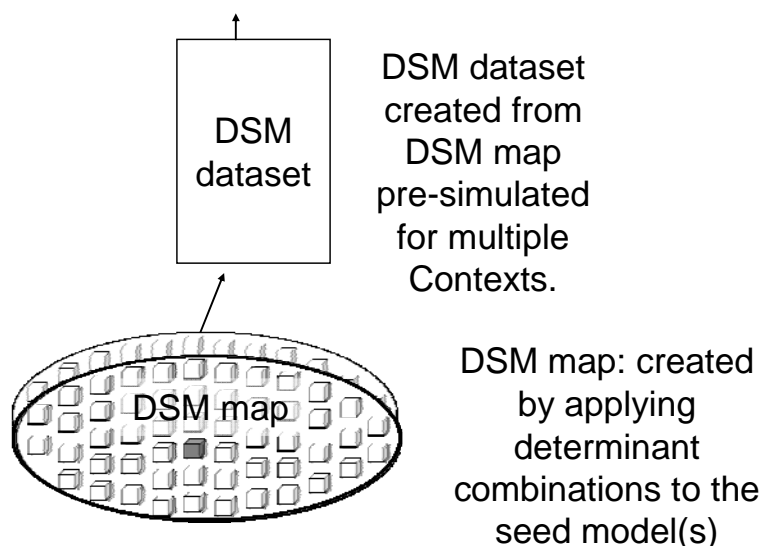 DSM
dataset
DSM dataset
created from
DSM map
pre-simulated
for multiple
Contexts.
DSM map
DSM map: created
by applying
determinant
combinations to the
seed model(s)